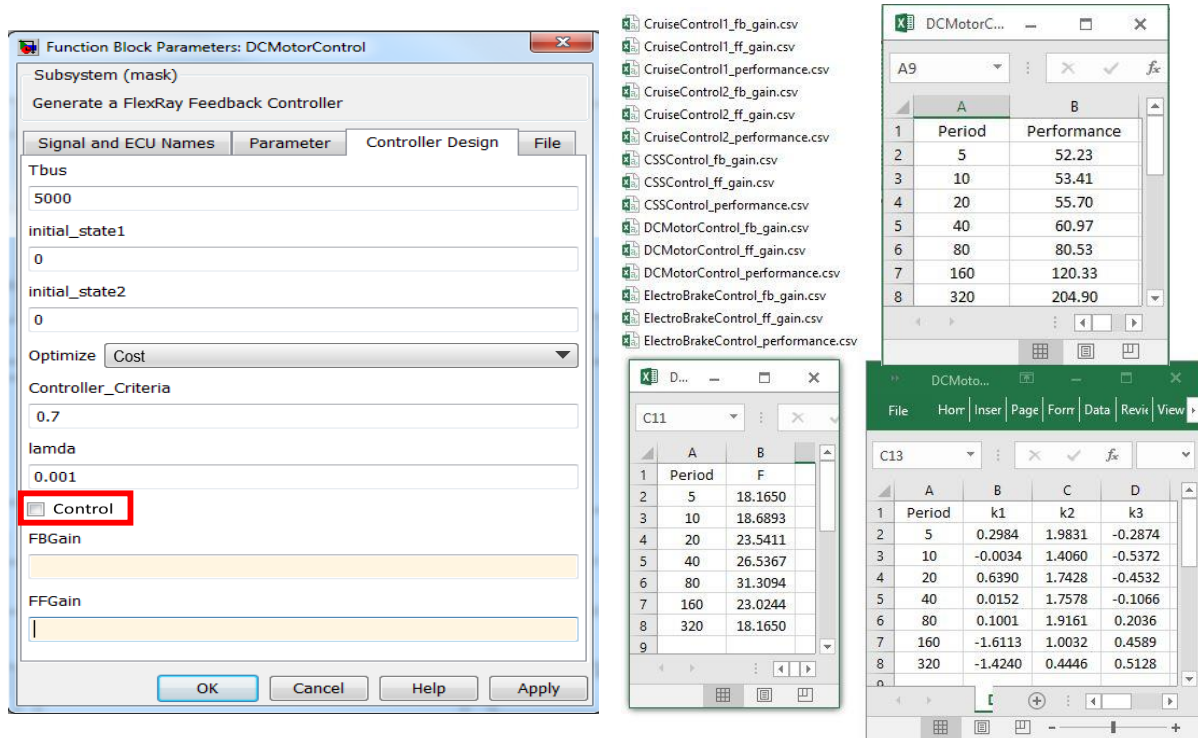 Function Block Parameters: DCMotorControl
Subsystem (mask)
Generate a FlexRay Feedback Controller
Signal and ECU Names Parameter Controller Design File
Tbus
5000
initial_state1
0
initial_state2
0
Optimize Cost
Controller_Criteria
0.7
lamda
0.001
Control
FBGain
FFGain
OK Cancel Help Apply
CruiseControl1_fb_gain.csv
CruiseControl1_ff_gain.csv
CruiseControl1_performance.csv
CruiseControl2_fb_gain.csv
CruiseControl2_ff_gain.csv
CruiseControl2_performance.csv
CSSControl_fb_gain.csv
CSSControl_ff_gain.csv
CSSControl_performance.csv
DCMotorControl_fb_gain.csv
DCMotorControl_ff_gain.csv
DCMotorControl_performance.csv
ElectroBrakeControl_fb_gain.csv
ElectroBrakeControl_ff_gain.csv
ElectroBrakeControl_performance.csv
DCMotorC...
A9 fx
A B
1 Period Performance
2 5 52.23
3 10 53.41
4 20 55.70
5 40 60.97
6 80 80.53
7 160 120.33
8 320 204.90
D...
C11
A B
1 Period F
2 5 18.1650
3 10 18.6893
4 20 23.5411
5 40 26.5367
6 80 31.3094
7 160 23.0244
8 320 18.1650
9
DCMoto...
File Inser Page Data Revie View
C13 fx
A B C D
1 Period k1 k2 k3
2 5 0.2984 1.9831 -0.2874
3 10 -0.0034 1.4060 -0.5372
4 20 0.6390 1.7428 -0.4532
5 40 0.0152 1.7578 -0.1066
6 80 0.1001 1.9161 0.2036
7 160 -1.6113 1.0032 0.4589
8 320 -1.4240 0.4446 0.5128